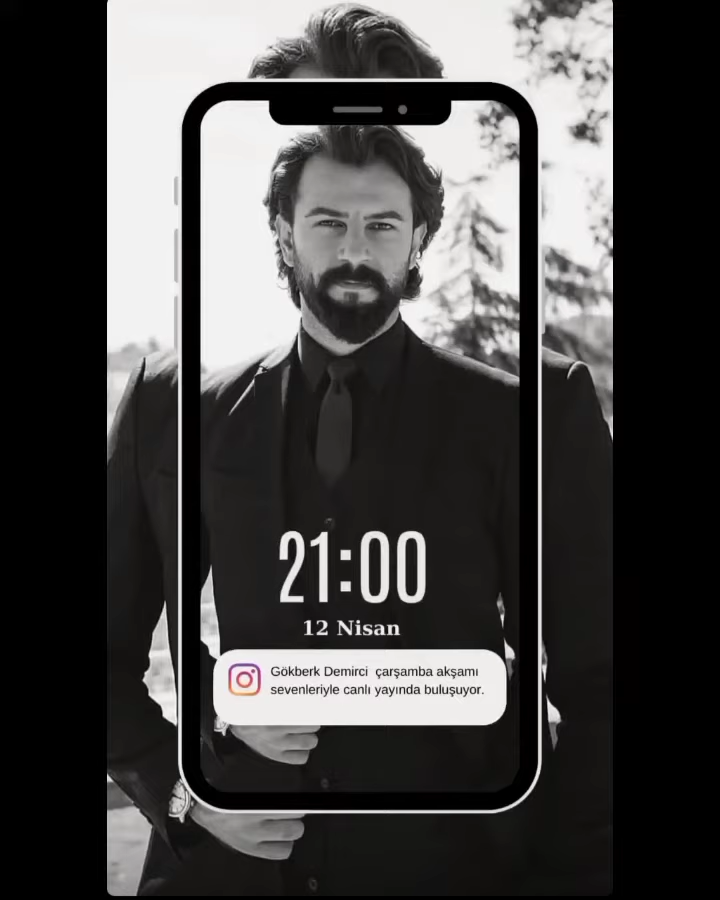 21:00
12 Nisan
Gökberk Demirci çarşamba akşamı
sevenleriyle canlı yayında buluşuyor.